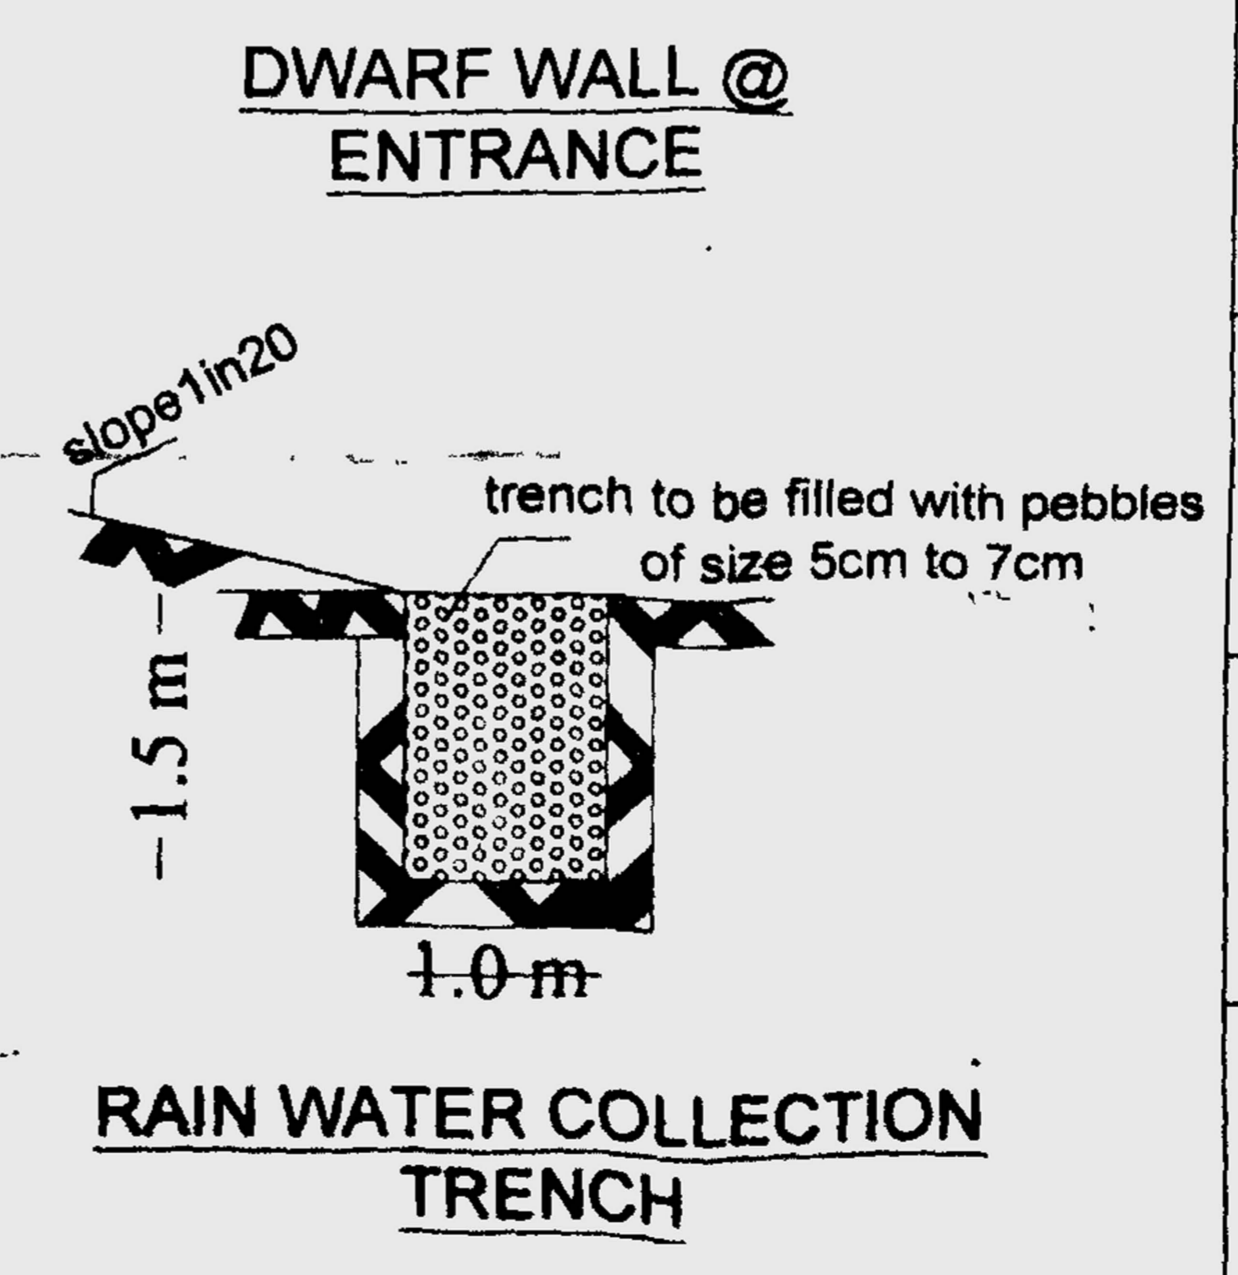 DWARF WALL @
ENTRANCE
slope1in20
trench to be filled with pebbles
of size 5cm to 7cm
1.5 m
1.0 m
RAIN WATER COLLECTION
TRENCH